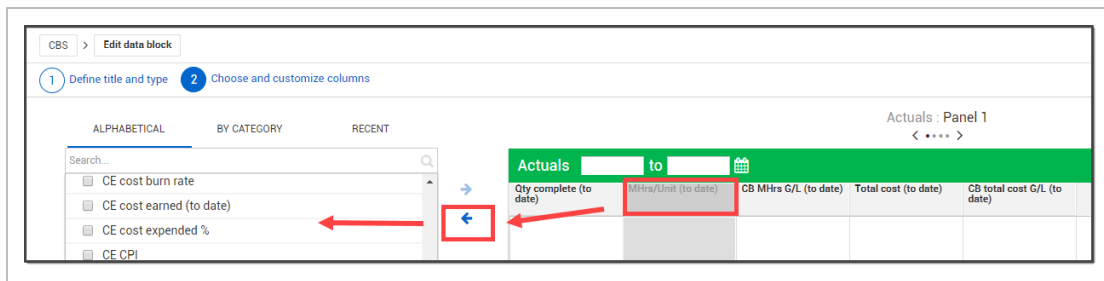 CBS > Edit data block
1 Define title and type 2 Choose and customize columns
ALPHABETICAL BY CATEGORY RECENT
Actuals : Panel 1
Search...
Actuals to
CE cost burn rate
CE cost earned (to date)
CE cost expended %
CE CPI
Qty complete (to
date)
MHrs/Unit (to date)
CB MHrs G/L (to date)
Total cost (to date)
CB total cost G/L (to
date)